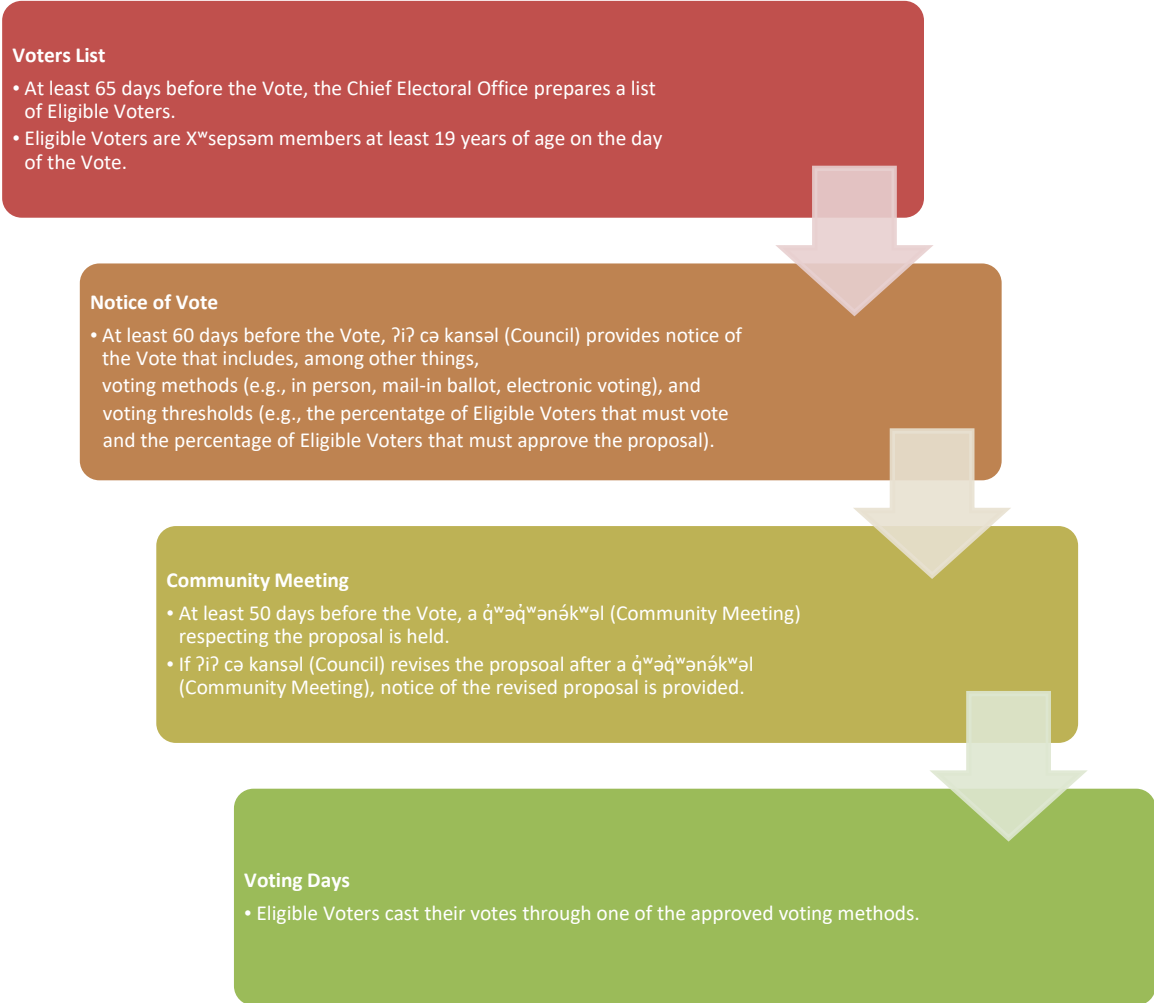 Voters List
• At least 65 days before the Vote, the Chief Electoral Office prepares a list
of Eligible Voters.
• Eligible Voters are Xʷsepsəm members at least 19 years of age on the day
of the Vote.
Notice of Vote
• At least 60 days before the Vote, ʔiʔ cə kansəl (Council) provides notice of
the Vote that includes, among other things,
voting methods (e.g., in person, mail-in ballot, electronic voting), and
voting thresholds (e.g., the percentatge of Eligible Voters that must vote
and the percentage of Eligible Voters that must approve the proposal).
Community Meeting
• At least 50 days before the Vote, a q̓ʷəq̓ʷənə́kʷəl (Community Meeting)
respecting the proposal is held.
• If ʔiʔ cə kansəl (Council) revises the propsoal after a q̓ʷəq̓ʷənə́kʷəl
(Community Meeting), notice of the revised proposal is provided.
Voting Days
• Eligible Voters cast their votes through one of the approved voting methods.